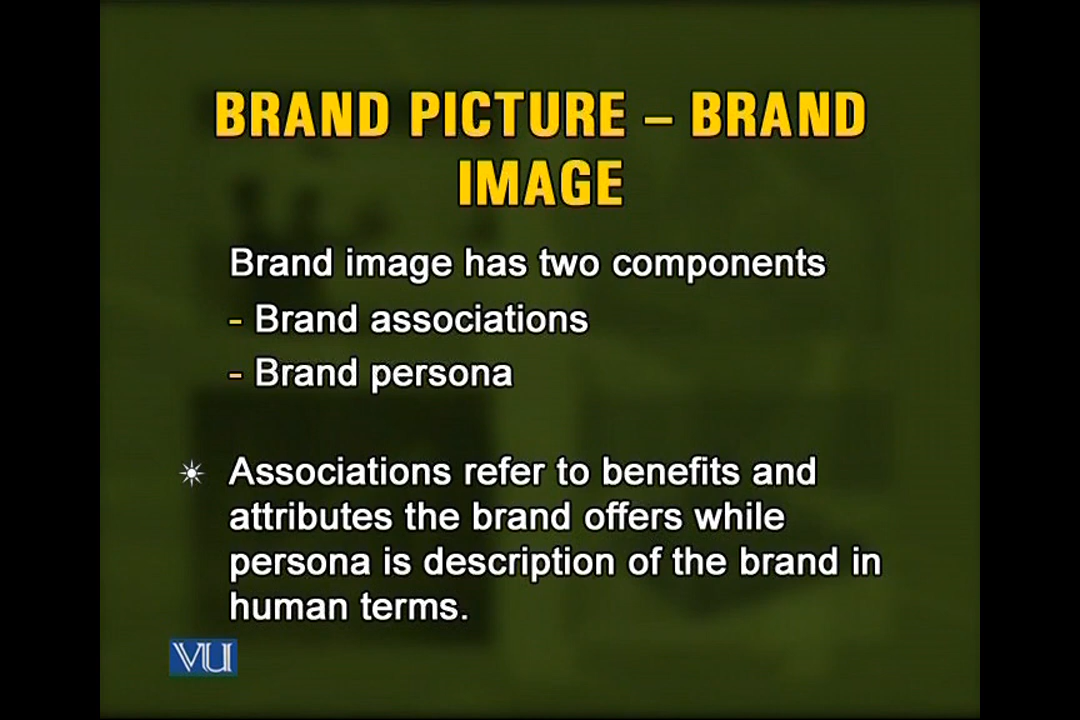 BRAND PICTURE – BRAND
IMAGE
Brand image has two components
- Brand associations
- Brand persona
Associations refer to benefits and
attributes the brand offers while
persona is description of the brand in
human terms.
VU